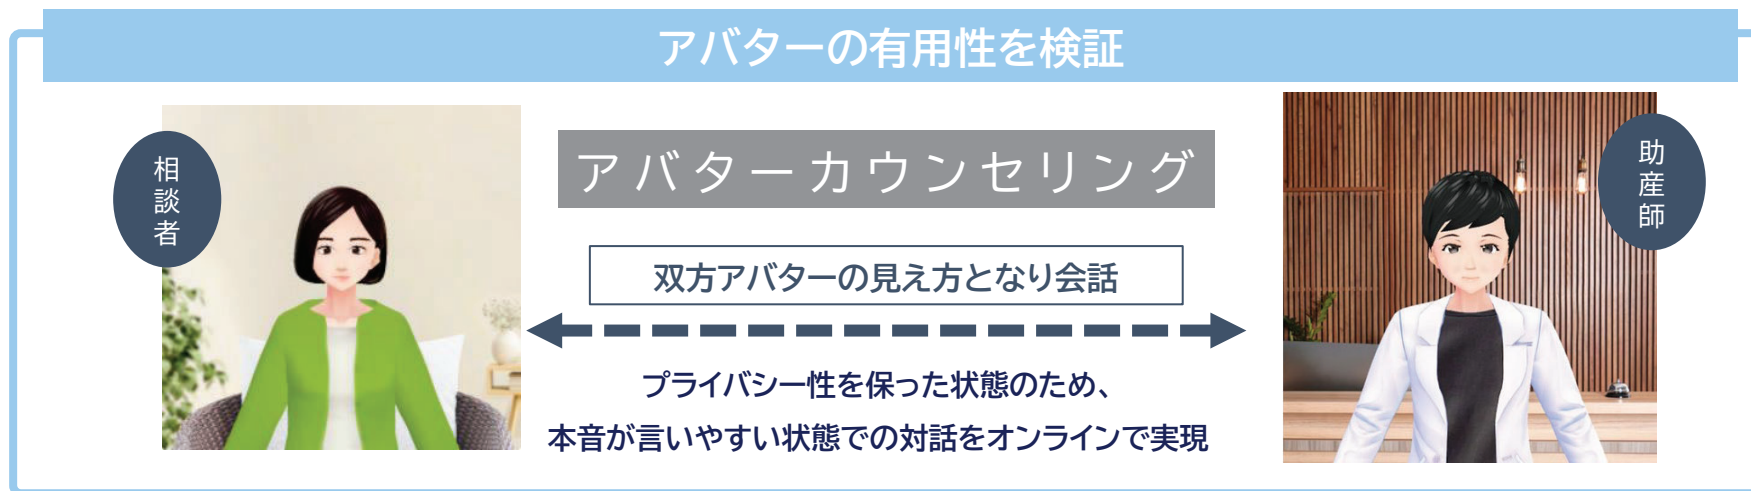 アバターの有用性を検証
相談者
アバターカウンセリング
助産師
双方アバターの見え方となり会話
プライバシー性を保った状態のため、
本音が言いやすい状態での対話をオンラインで実現